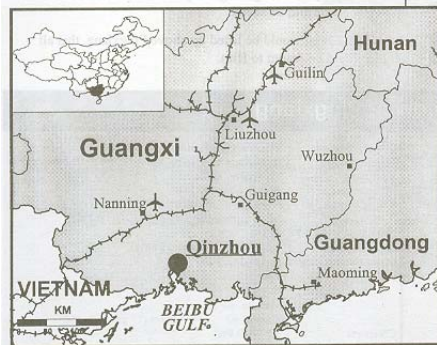 Hunan
Guilin
Liuzhou
Guangxi
Wuzhou
Nanning
Guigang
Qinzhou
Guangdong
Maoming
VIETNAM
KM
BEIBU
GULF